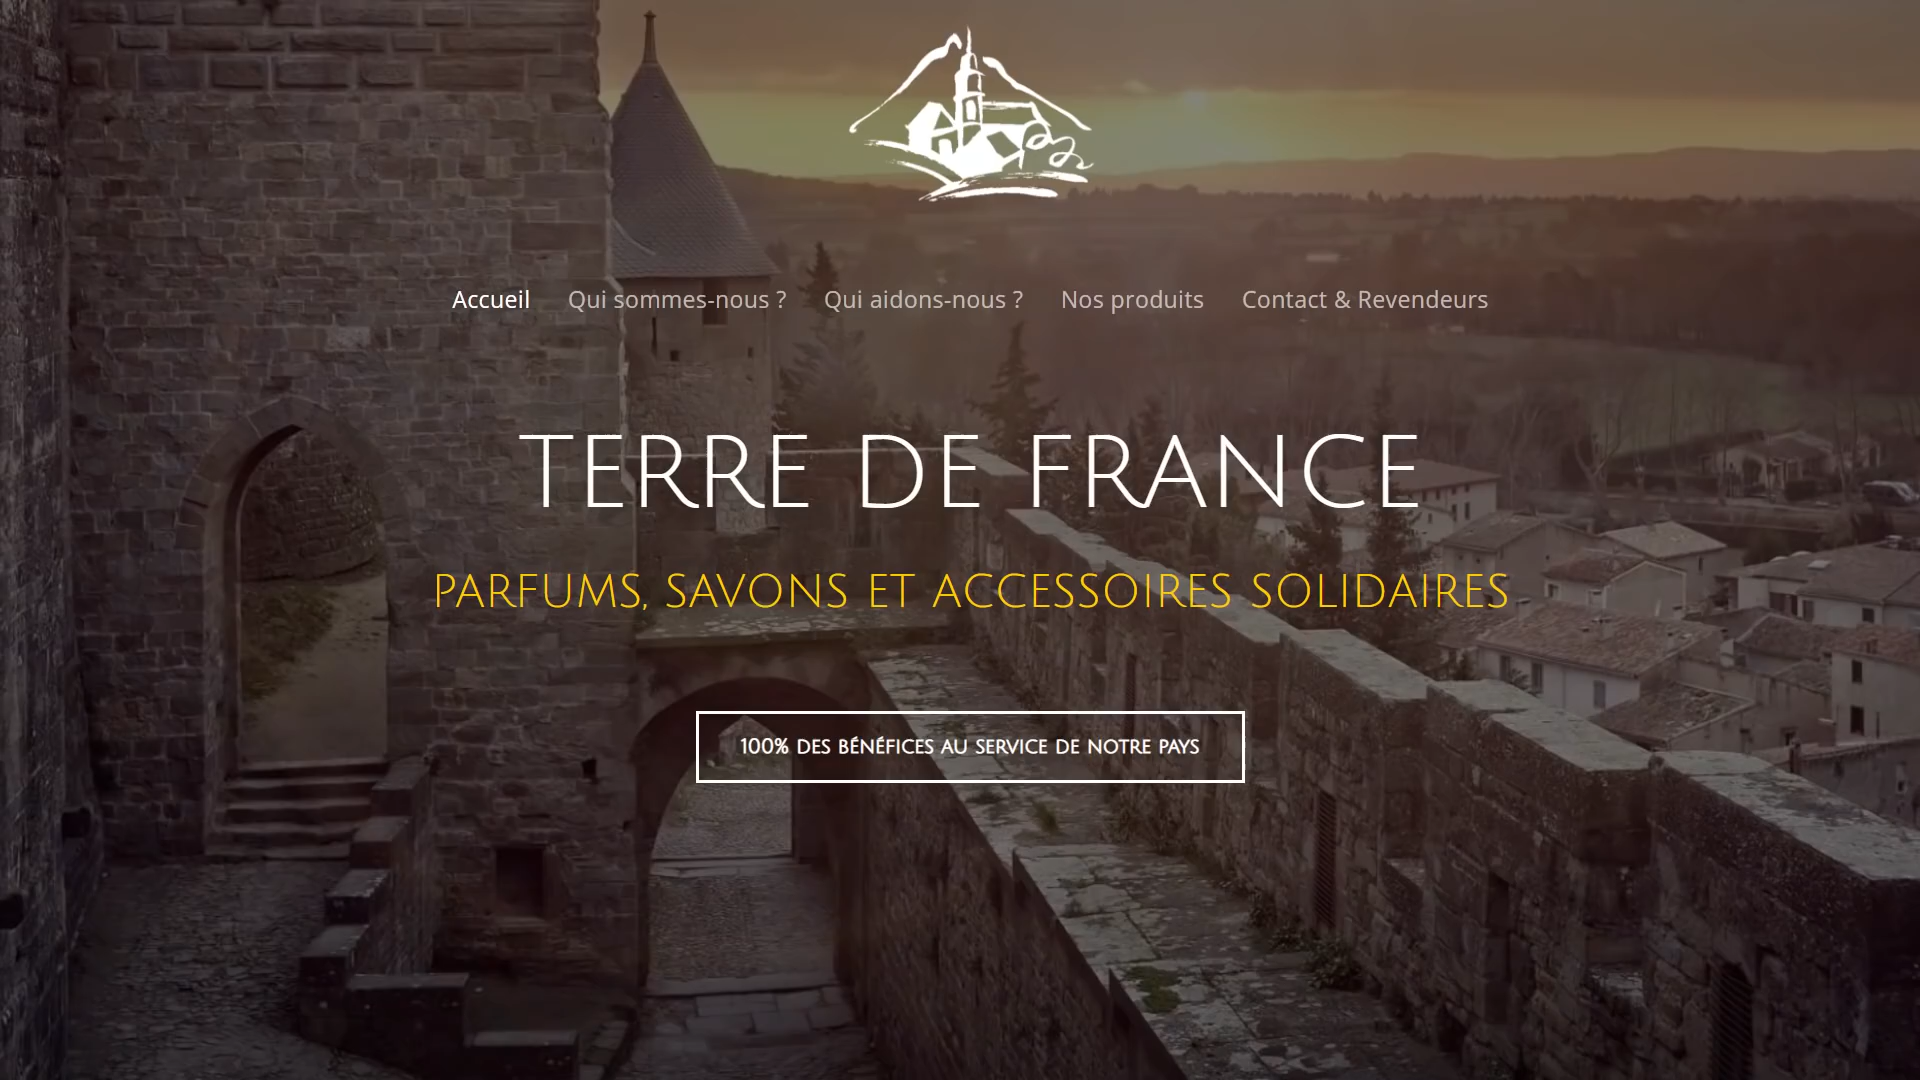 Accueil Qui sommes-nous ? Qui aidons-nous ? Nos produits Contact & Revendeurs
TERRE DE FRANCE
PARFUMS, SAVONS ET ACCESSOIRES SOLIDAIRES
100% DES BÉNÉFICES AU SERVICE DE NOTRE PAYS